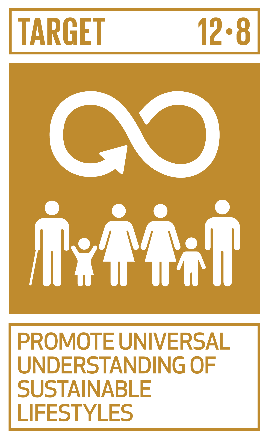 TARGET 12•8
PROMOTE UNIVERSAL
UNDERSTANDING OF
SUSTAINABLE
LIFESTYLES